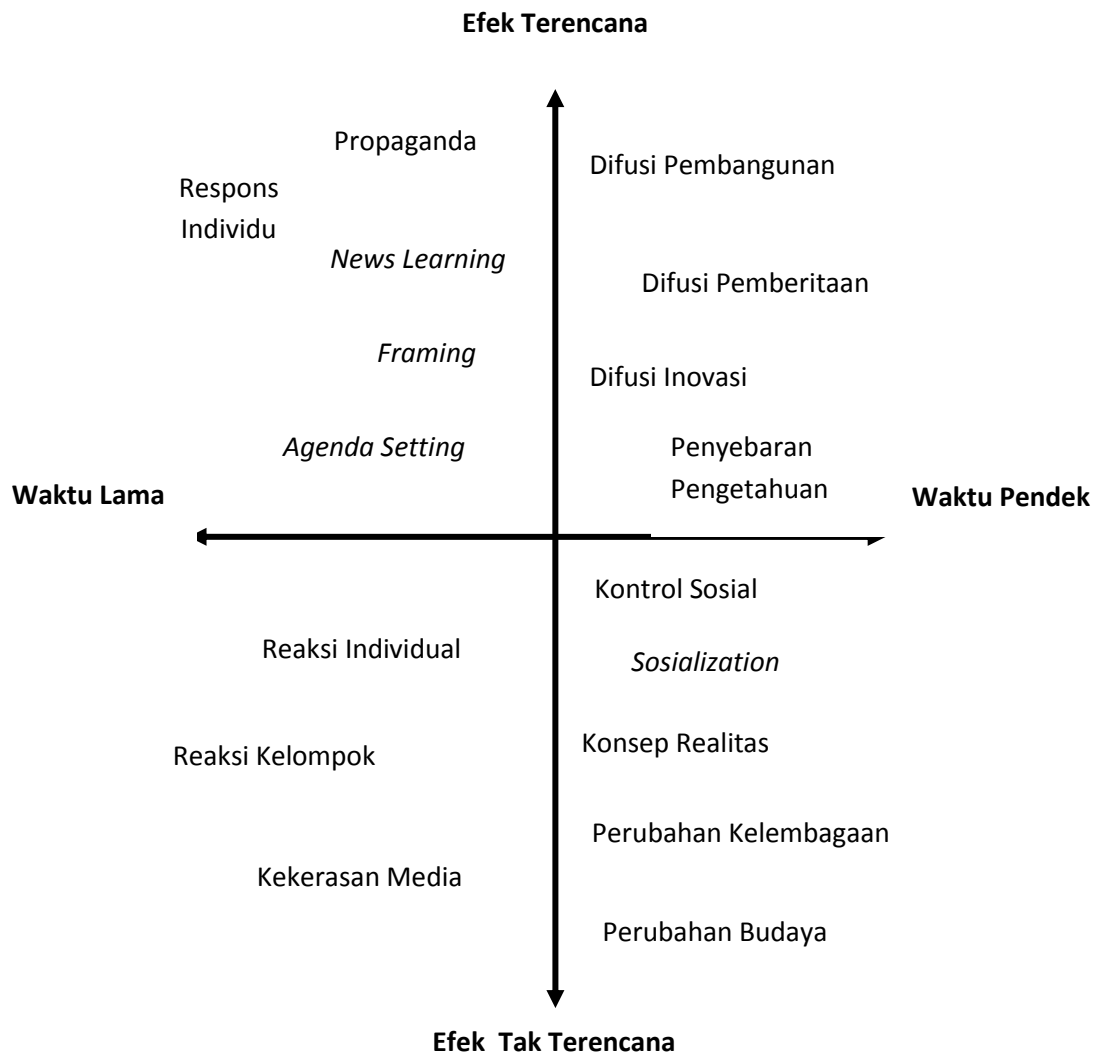 Efek Terencana
Propaganda
Difusi Pembangunan
Respons
Individu
News Learning
Difusi Pemberitaan
Framing
Difusi Inovasi
Agenda Setting
Penyebaran
Pengetahuan
Waktu Lama
Waktu Pendek
Kontrol Sosial
Reaksi Individual
Sosialization
Konsep Realitas
Reaksi Kelompok
Perubahan Kelembagaan
Kekerasan Media
Perubahan Budaya
Efek  Tak Terencana